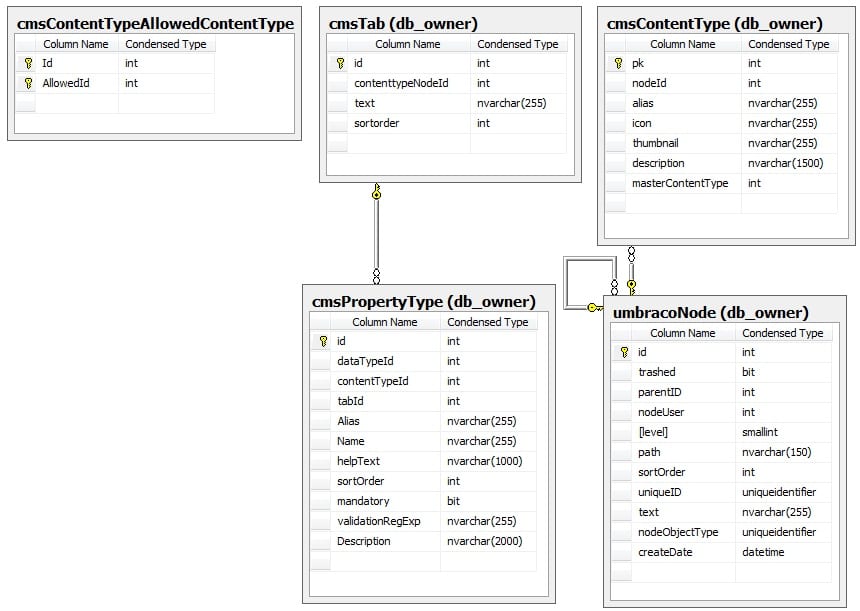 cmsContentTypeAllowedContentType
Column Name Condensed Type
Id int
AllowedId int
cmsTab (db_owner)
Column Name Condensed Type
id int
contenttypeNodeId int
text nvarchar(255)
sortorder int
cmsContentType (db_owner)
Column Name Condensed Type
pk int
nodeId int
alias nvarchar(255)
icon nvarchar(255)
thumbnail nvarchar(255)
description nvarchar(1500)
masterContentType int
cmsPropertyType (db_owner)
Column Name Condensed Type
id int
dataTypeId int
contentTypeId int
tabId int
Alias nvarchar(255)
Name nvarchar(255)
helpText nvarchar(1000)
sortOrder int
mandatory bit
validationRegExp nvarchar(255)
Description nvarchar(2000)
umbracoNode (db_owner)
Column Name Condensed Type
id int
trashed bit
parentID int
nodeUser int
[level] smallint
path nvarchar(150)
sortOrder int
uniqueID uniqueidentifier
text nvarchar(255)
nodeObjectType uniqueidentifier
createDate datetime